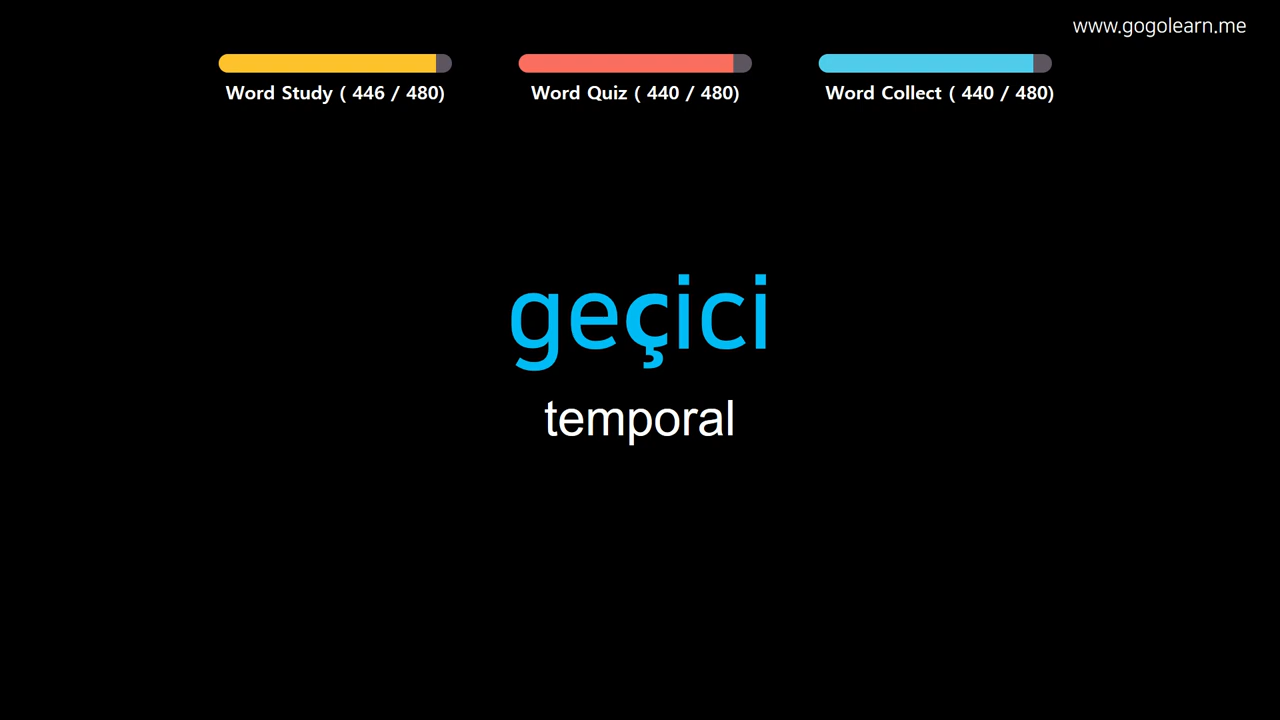 www.gogolearn.me
Word Study ( 446 / 480)
Word Quiz ( 440 / 480)
Word Collect ( 440 / 480)
geçici
temporal